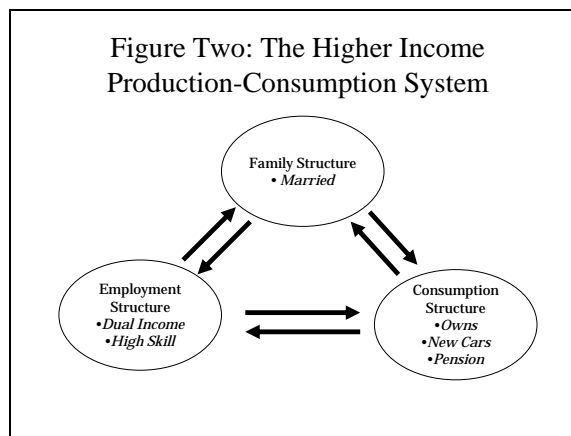 Figure Two: The Higher Income
Production-Consumption System
Family Structure
• Married
Employment
Structure
•Dual Income
•High Skill
Consumption
Structure
•Owns
•New Cars
•Pension